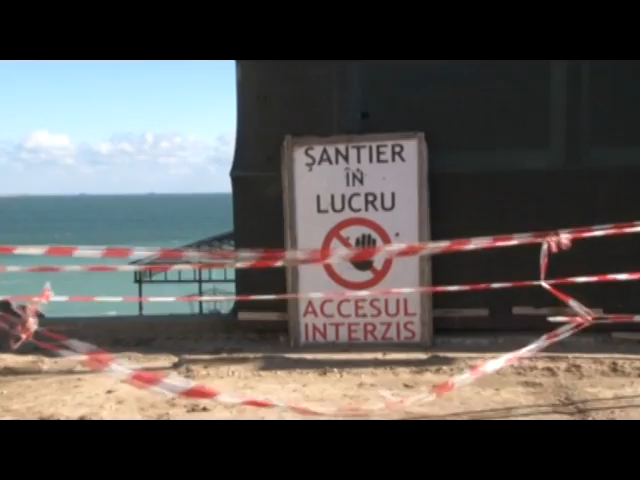 ȘANTIER
ÎN
LUCRU
ACCESUL
INTERZIS